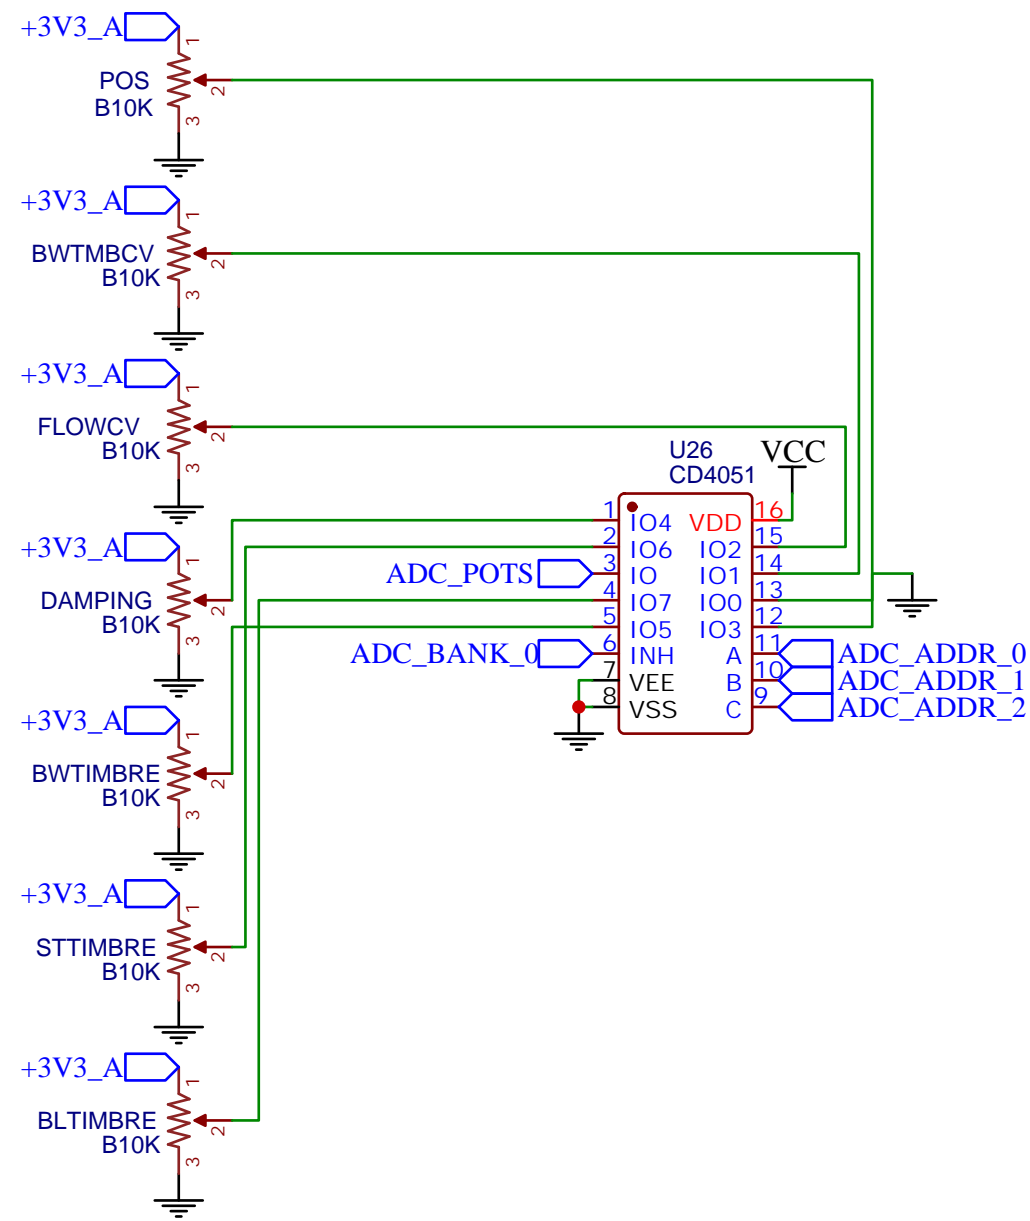 +3V3_A
1
POS
B10K
2
3
+3V3_A
1
BWTMBCV
B10K
2
3
+3V3_A
1
FLOWCV
B10K
2
3
+3V3_A
1
DAMPING
B10K
2
3
+3V3_A
1
BWTIMBRE
B10K
2
3
+3V3_A
1
STTIMBRE
B10K
2
3
+3V3_A
1
BLTIMBRE
B10K
2
3
U26
CD4051
VCC
1 IO4 VDD 16
2 IO6 IO2 15
ADC_POTS 3 IO IO1 14
4 IO7 IO0 13
5 IO5 IO3 12
ADC_BANK_0 6 INH A 11 ADC_ADDR_0
7 VEE B 10 ADC_ADDR_1
8 VSS C 9 ADC_ADDR_2